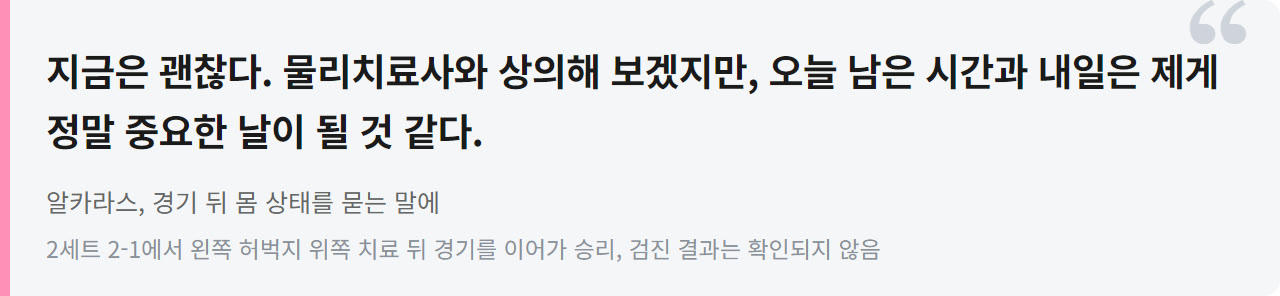 지금은 괜찮다. 물리치료사와 상의해 보겠지만, 오늘 남은 시간과 내일은 제게
정말 중요한 날이 될 것 같다.
알카라스, 경기 뒤 몸 상태를 묻는 말에
2세트 2-1에서 왼쪽 허벅지 위쪽 치료 뒤 경기를 이어가 승리, 검진 결과는 확인되지 않음